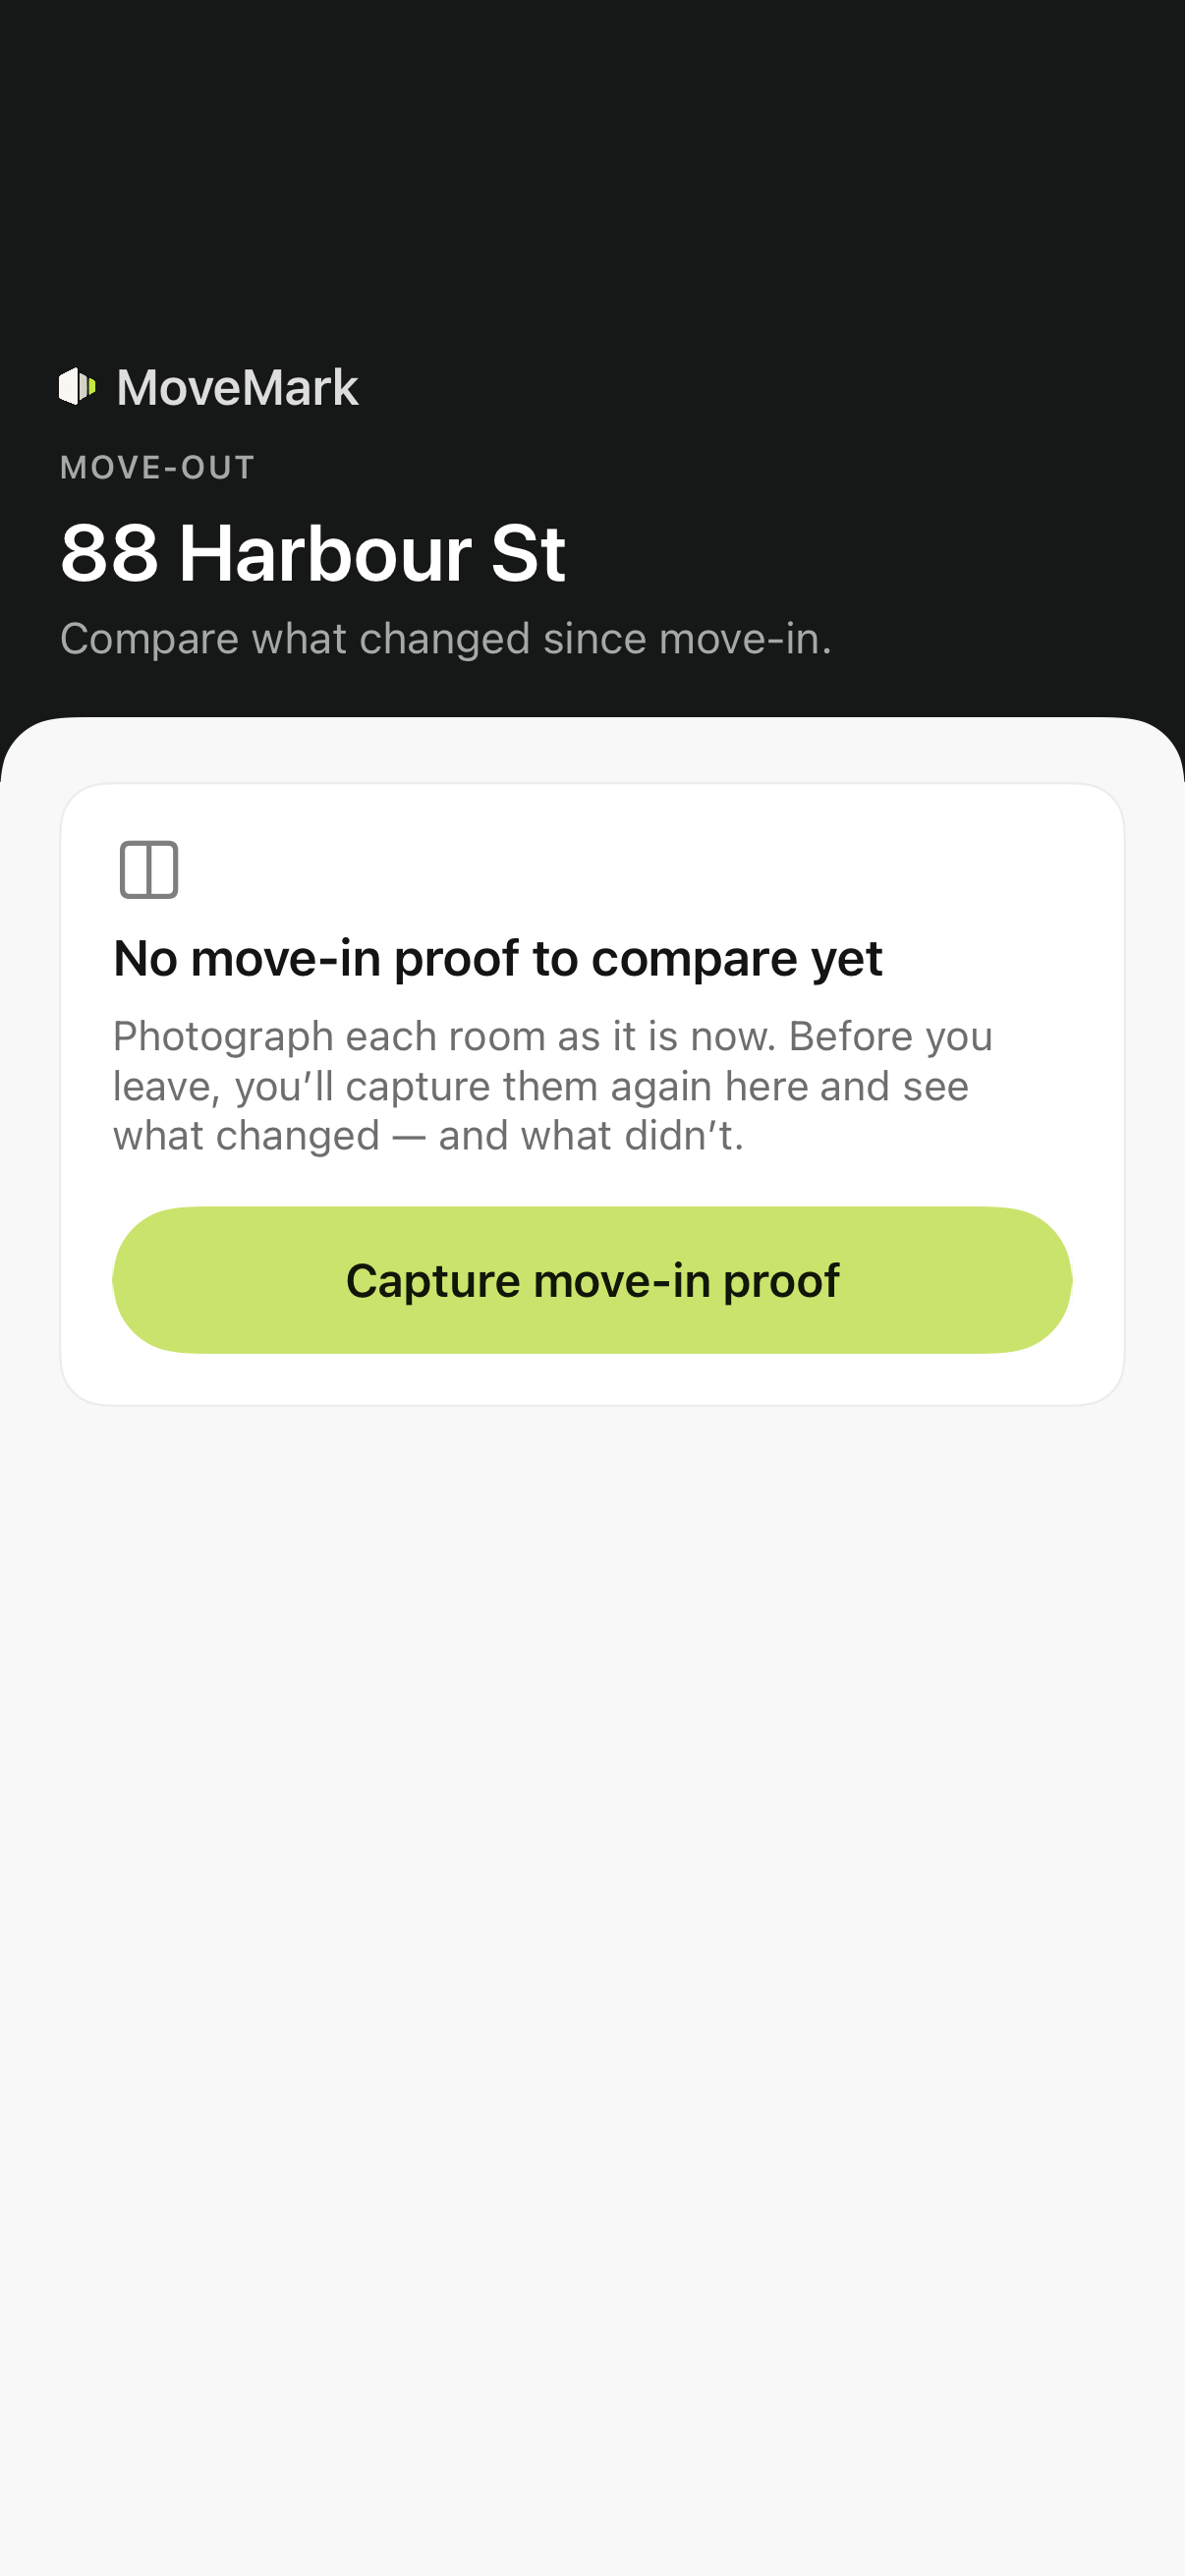 MoveMark
MOVE-OUT
88 Harbour St
Compare what changed since move-in.
No move-in proof to compare yet
Photograph each room as it is now. Before you
leave, you’ll capture them again here and see
what changed — and what didn’t.
Capture move-in proof